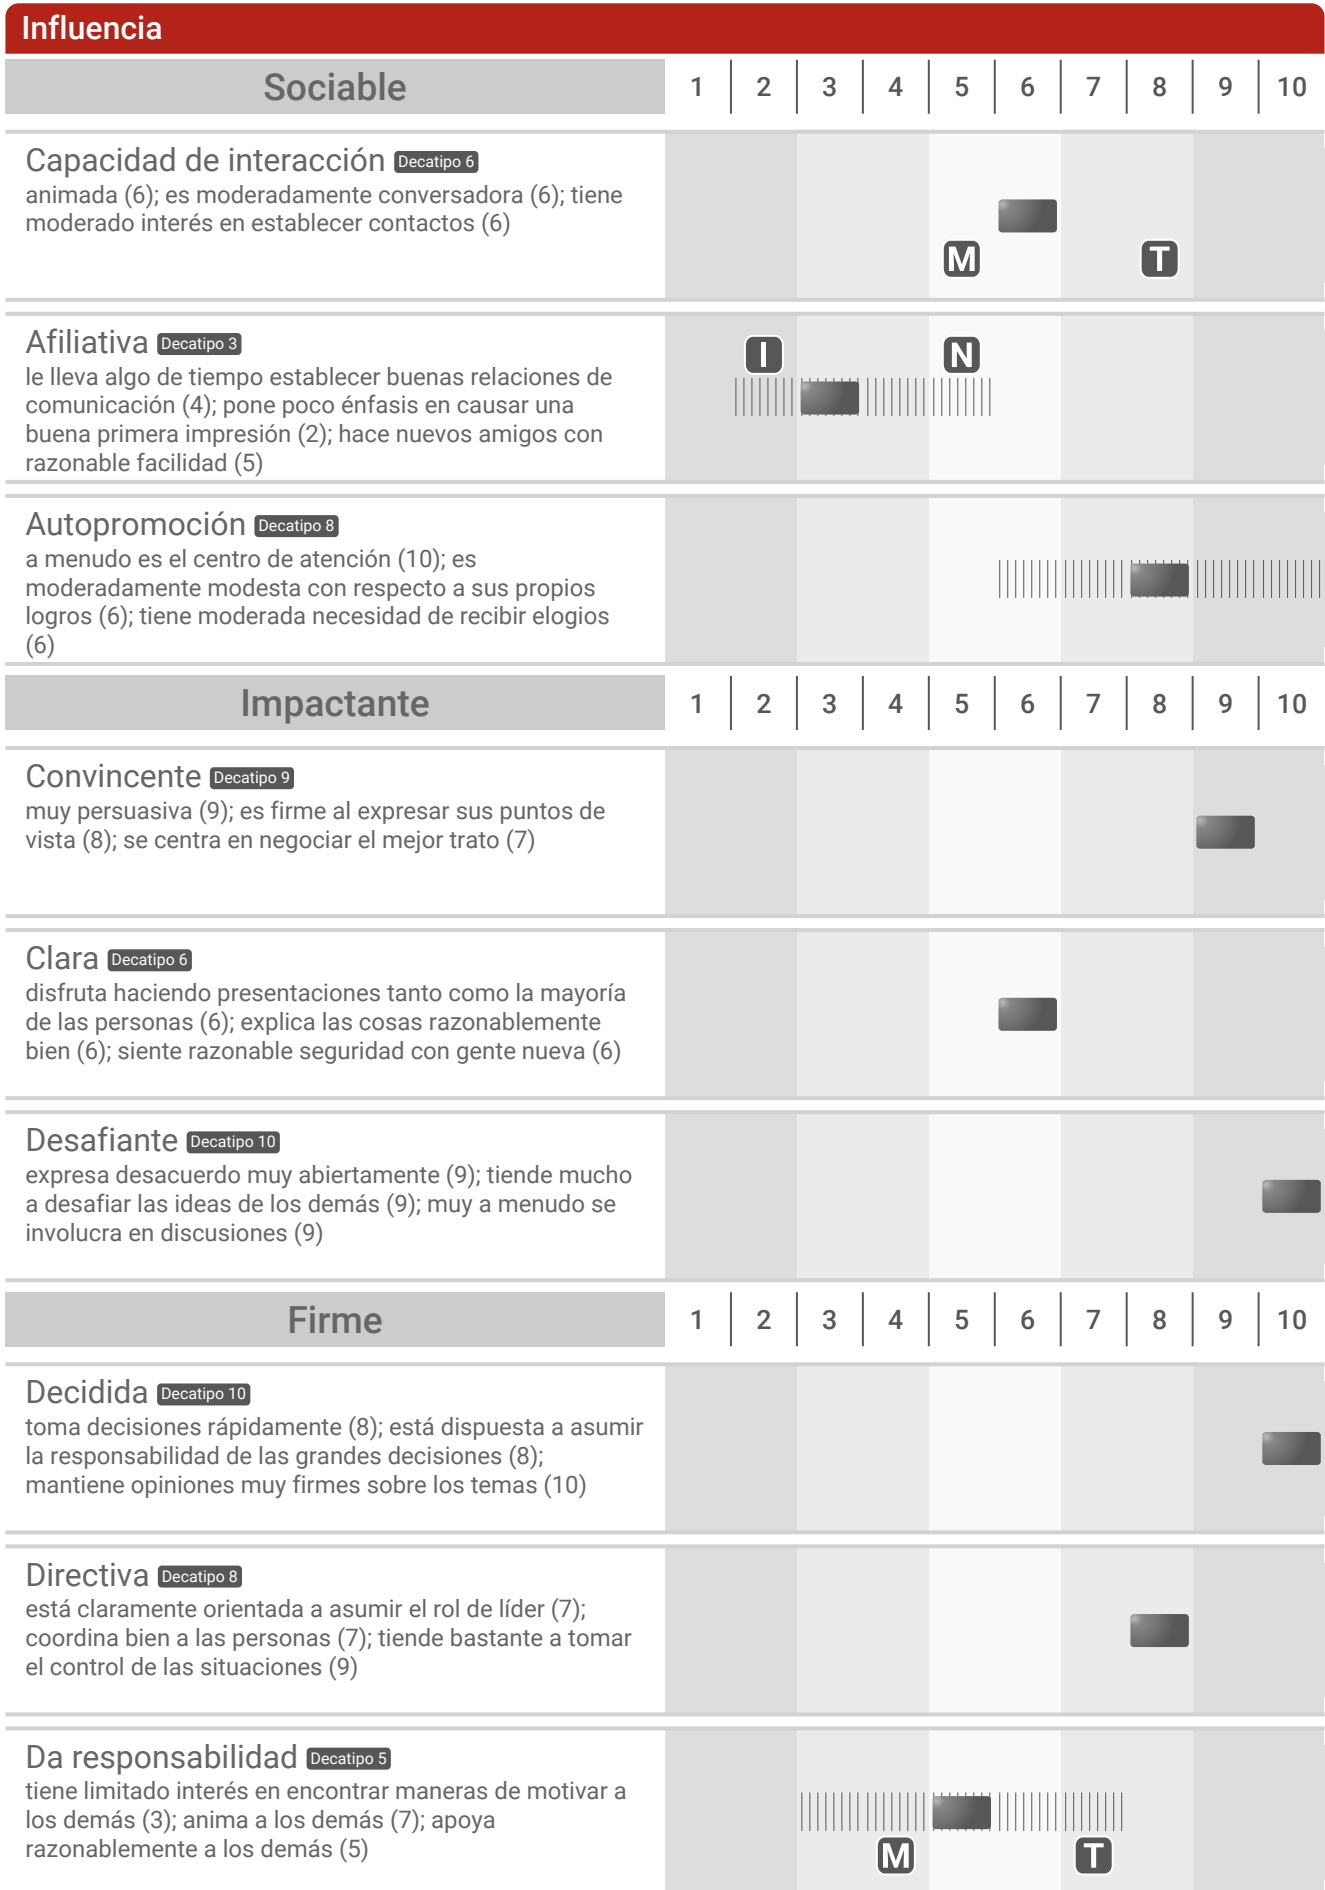 Influencia
Sociable 1 2 3 4 5 6 7 8 9 10
Capacidad de interacción Decatipo 6
animada (6); es moderadamente conversadora (6); tiene
moderado interés en establecer contactos (6)
M T
Afiliativa Decatipo 3
I N
le lleva algo de tiempo establecer buenas relaciones de
comunicación (4); pone poco énfasis en causar una
buena primera impresión (2); hace nuevos amigos con
razonable facilidad (5)
Autopromoción Decatipo 8
a menudo es el centro de atención (10); es
moderadamente modesta con respecto a sus propios
logros (6); tiene moderada necesidad de recibir elogios
(6)
Impactante 1 2 3 4 5 6 7 8 9 10
Convincente Decatipo 9
muy persuasiva (9); es firme al expresar sus puntos de
vista (8); se centra en negociar el mejor trato (7)
Clara Decatipo 6
disfruta haciendo presentaciones tanto como la mayoría
de las personas (6); explica las cosas razonablemente
bien (6); siente razonable seguridad con gente nueva (6)
Desafiante Decatipo 10
expresa desacuerdo muy abiertamente (9); tiende mucho
a desafiar las ideas de los demás (9); muy a menudo se
involucra en discusiones (9)
Firme 1 2 3 4 5 6 7 8 9 10
Decidida Decatipo 10
toma decisiones rápidamente (8); está dispuesta a asumir
la responsabilidad de las grandes decisiones (8);
mantiene opiniones muy firmes sobre los temas (10)
Directiva Decatipo 8
está claramente orientada a asumir el rol de líder (7);
coordina bien a las personas (7); tiende bastante a tomar
el control de las situaciones (9)
Da responsabilidad Decatipo 5
tiene limitado interés en encontrar maneras de motivar a
los demás (3); anima a los demás (7); apoya
razonablemente a los demás (5)
M T